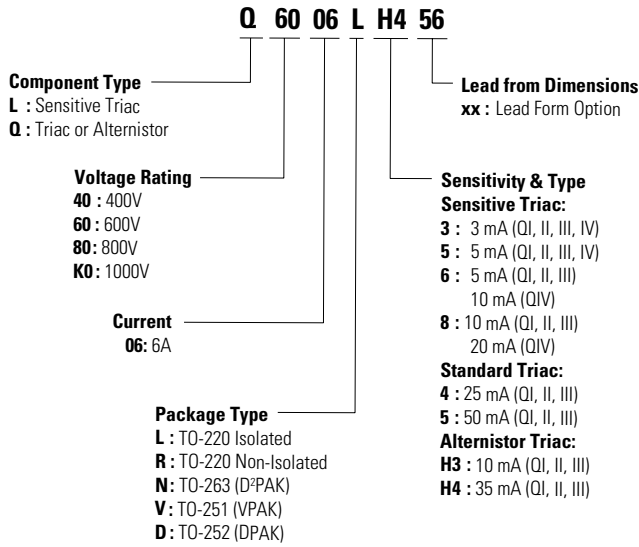 Q 60 06 L H4 56
Component Type
L : Sensitive Triac
Q : Triac or Alternistor
Voltage Rating
40 : 400V
60 : 600V
80 : 800V
K0 : 1000V
Current
06: 6A
Package Type
L : TO-220 Isolated
R : TO-220 Non-Isolated
N : TO-263 (D²PAK)
V : TO-251 (VPAK)
D : TO-252 (DPAK)
Lead from Dimensions
xx : Lead Form Option
Sensitivity & Type
Sensitive Triac:
3 : 3 mA (QI, II, III, IV)
5 : 5 mA (QI, II, III, IV)
6 : 5 mA (QI, II, III)
10 mA (QIV)
8 : 10 mA (QI, II, III)
20 mA (QIV)
Standard Triac:
4 : 25 mA (QI, II, III)
5 : 50 mA (QI, II, III)
Alternistor Triac:
H3 : 10 mA (QI, II, III)
H4 : 35 mA (QI, II, III)